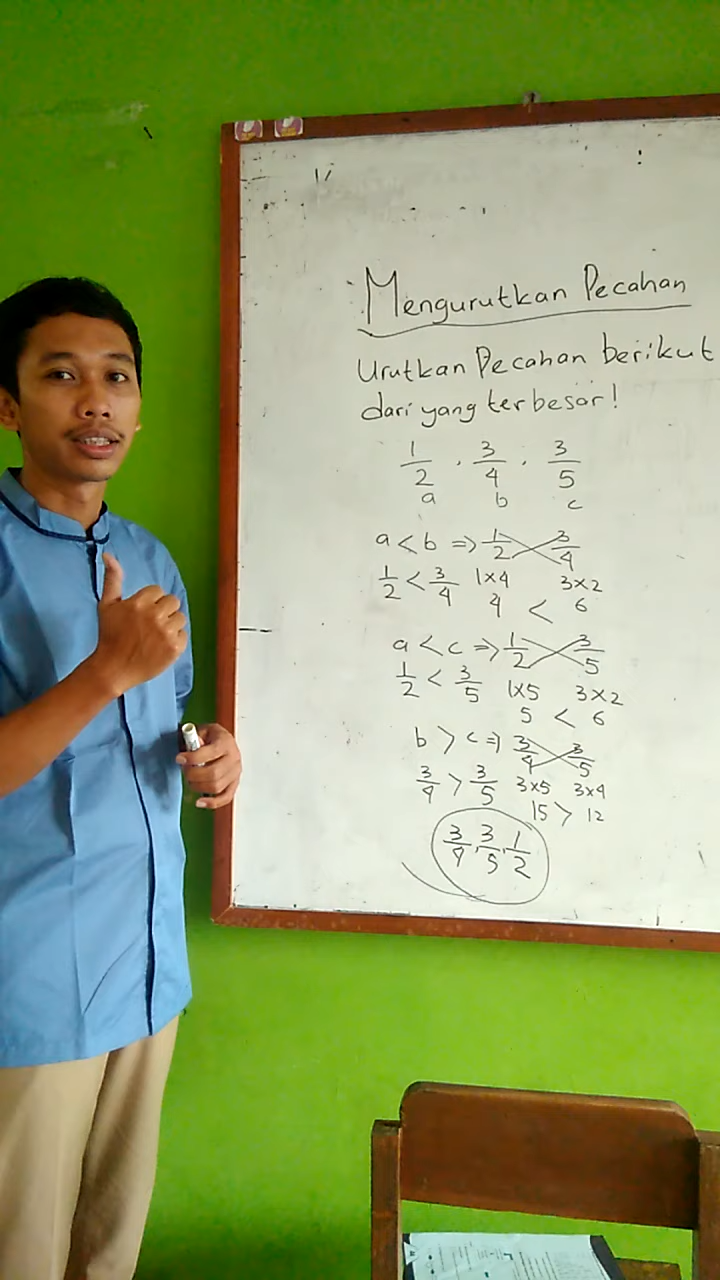 Mengurutkan Pecahan
Urutkan Pecahan berikut
dari yang terbesar!
1/2 , 3/4 , 3/5
a b c
a < b => 1/2 3/4
1/2 < 3/4 1x4 3x2
4 < 6
a < c => 1/2 3/5
1/2 < 3/5 1x5 3x2
5 < 6
b > c => 3/4 3/5
3/4 > 3/5 3x5 3x4
15 > 12
3/4, 3/5, 1/2